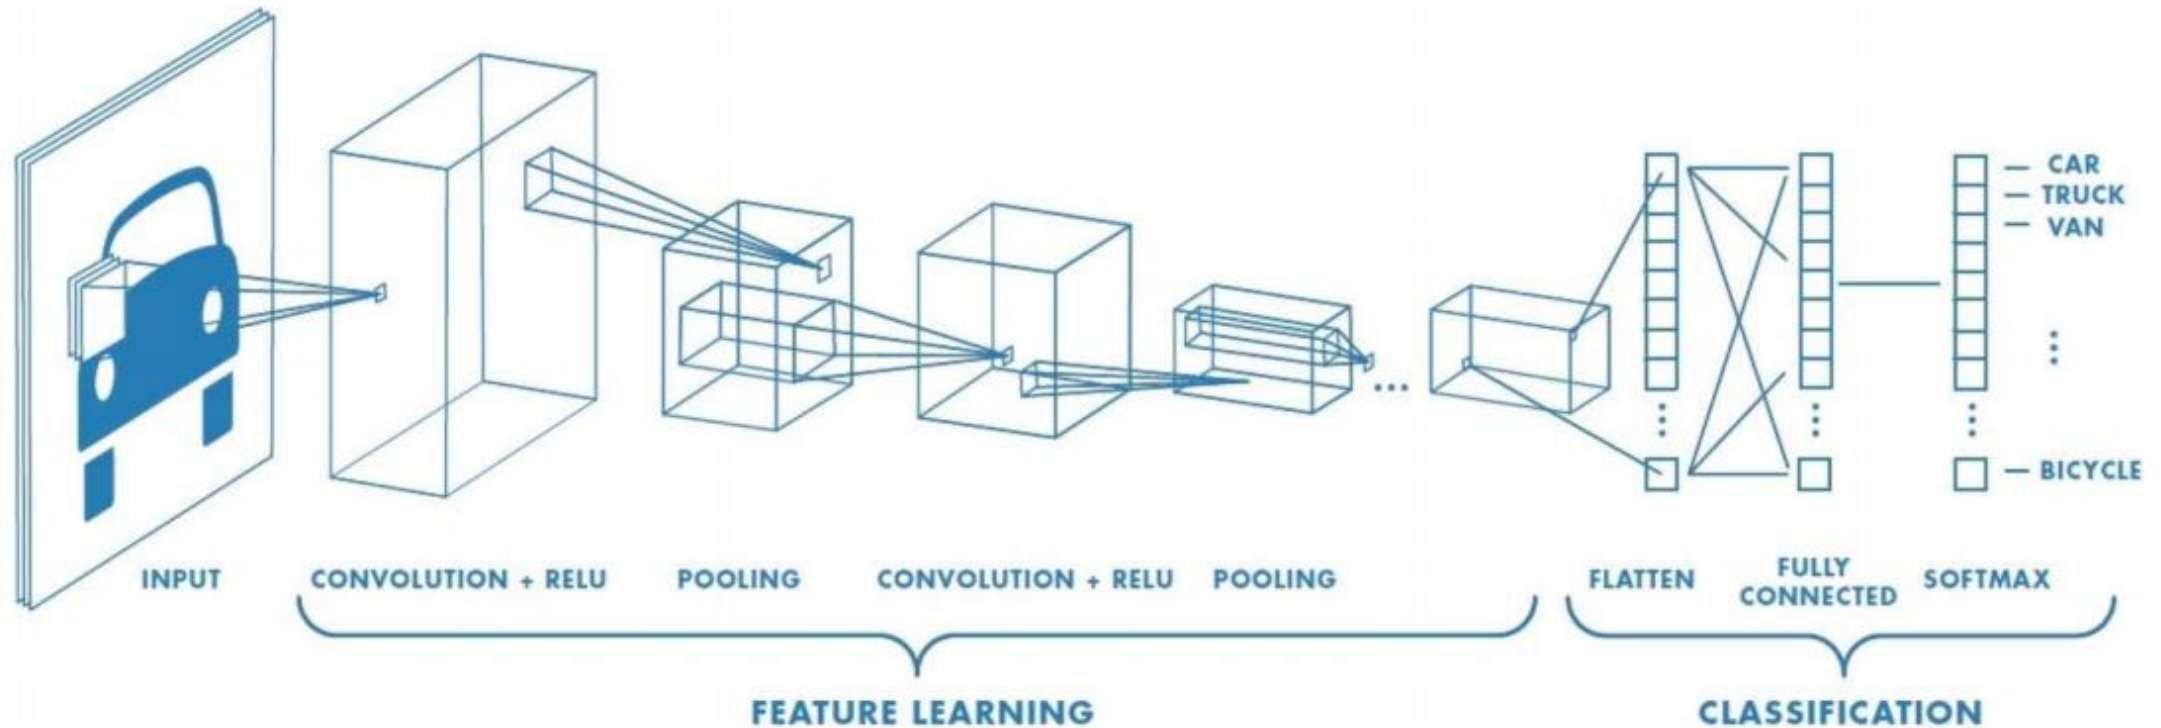 CAR
TRUCK
VAN
BICYCLE
INPUT
CONVOLUTION + RELU
POOLING
CONVOLUTION + RELU
POOLING
FLATTEN
FULLY
CONNECTED
SOFTMAX
FEATURE LEARNING
CLASSIFICATION